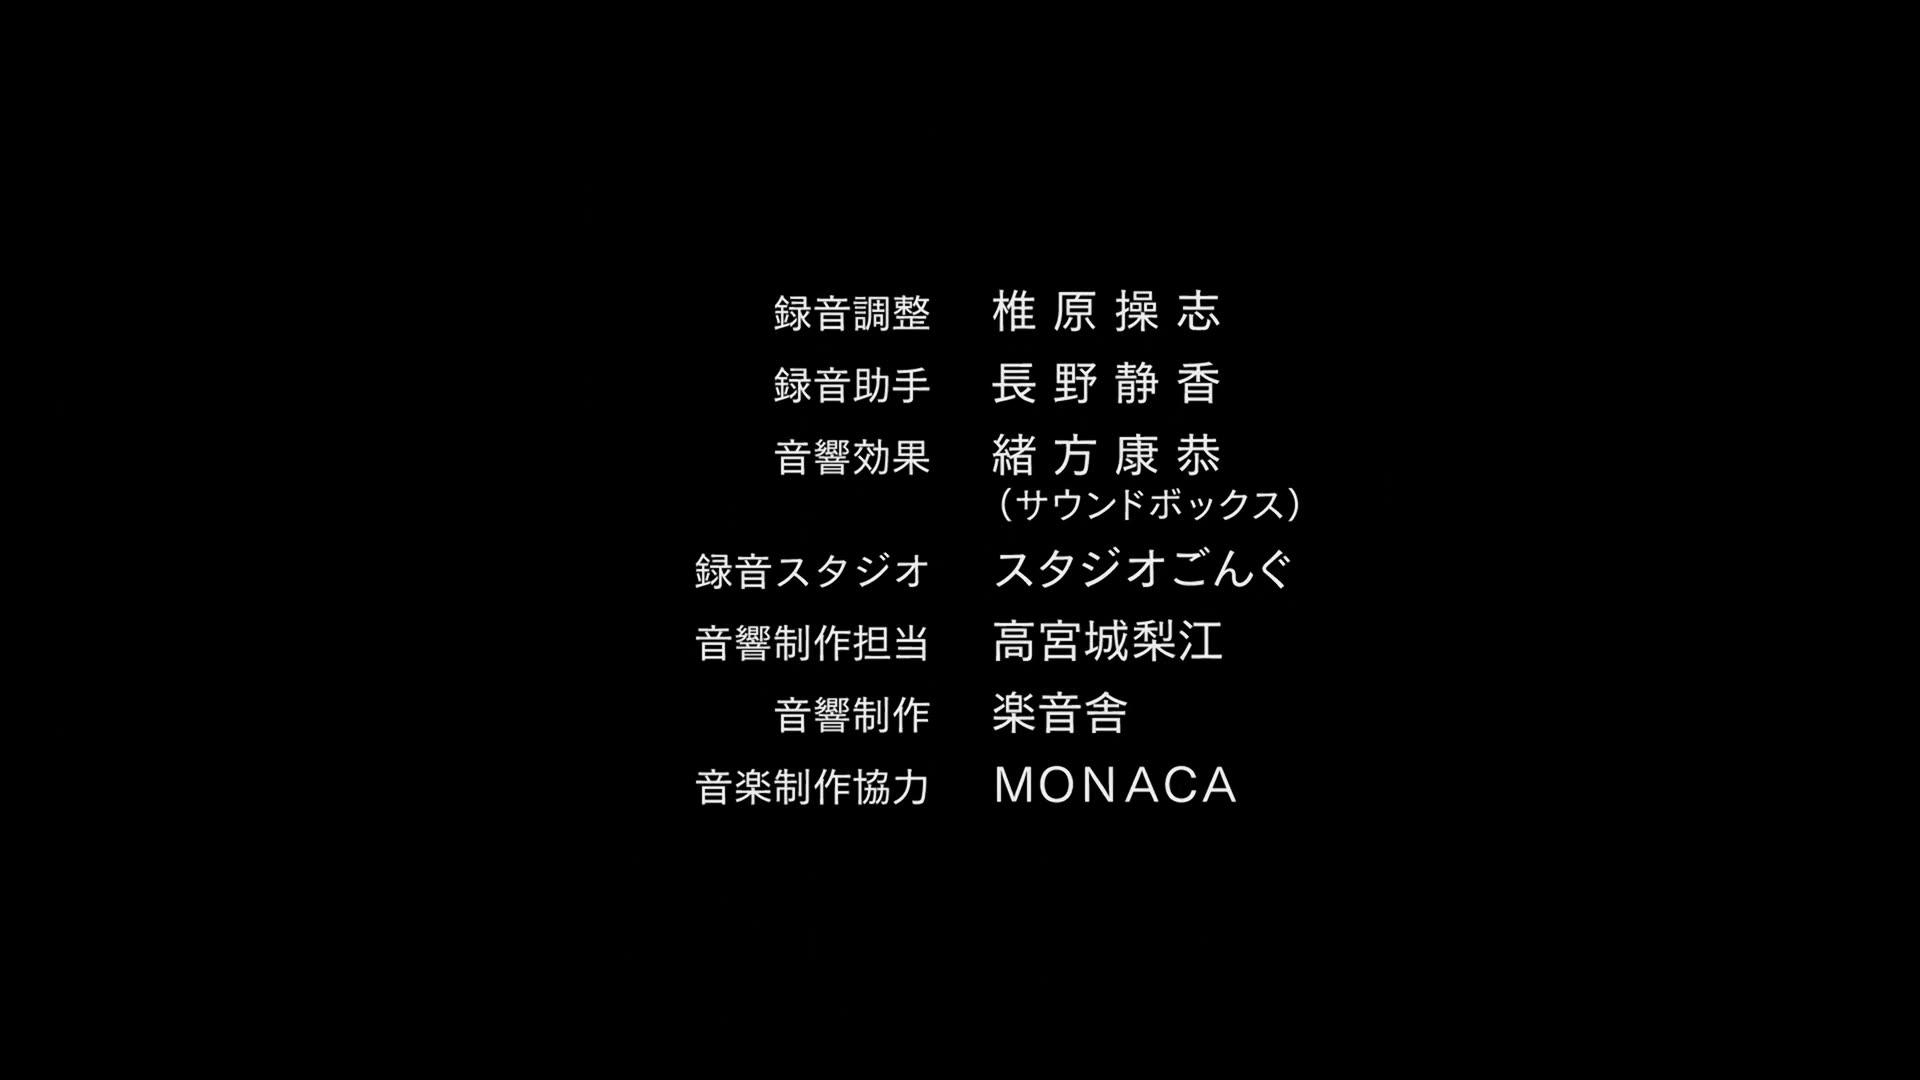 録音調整 椎原操志
録音助手 長野静香
音響効果 緒方康恭
（サウンドボックス）
録音スタジオ スタジオごんぐ
音響制作担当 高宮城梨江
音響制作 楽音舎
音楽制作協力 MONACA